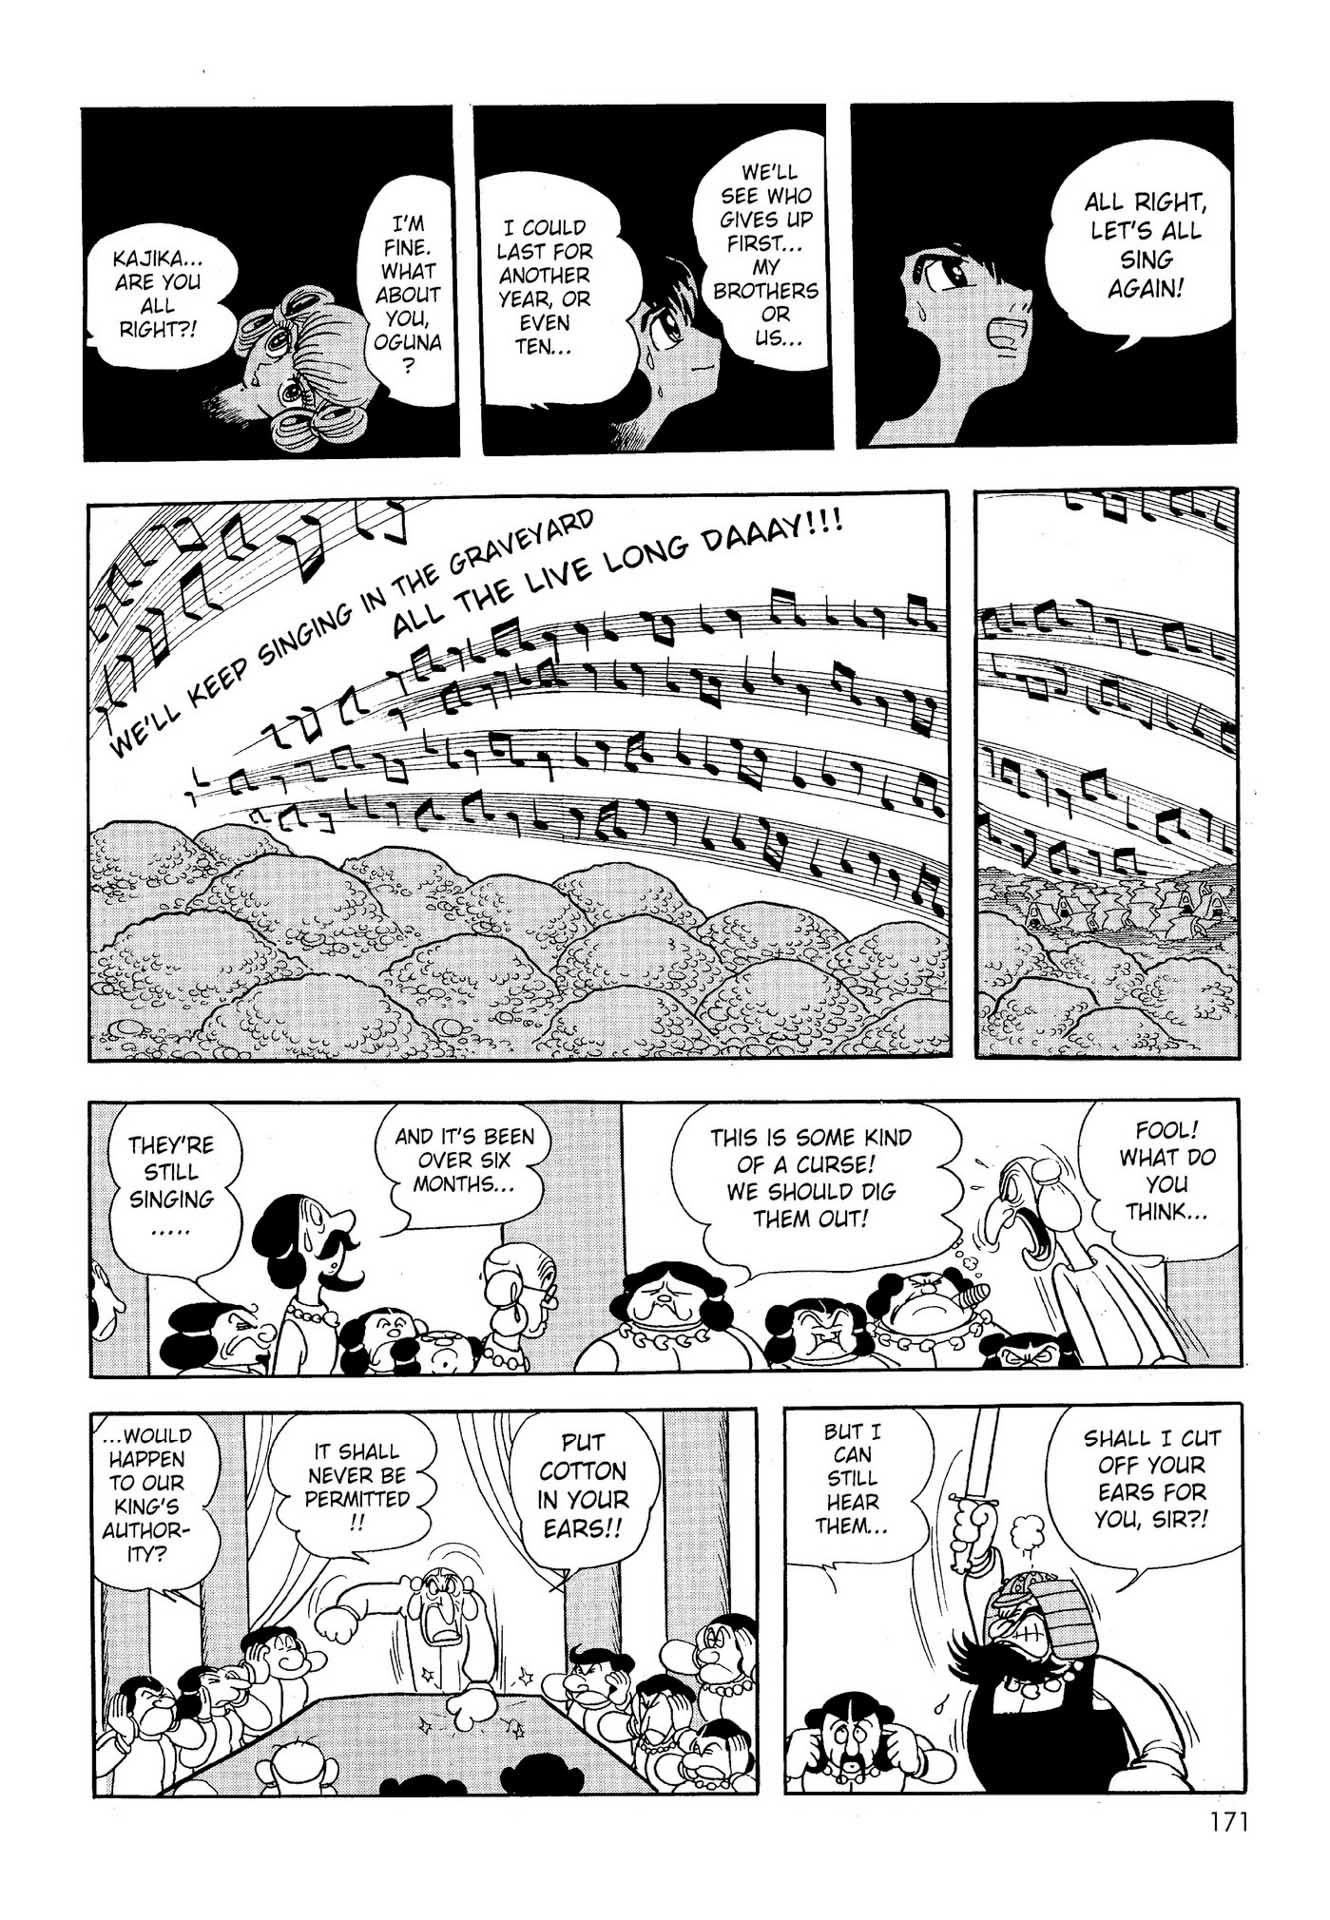 KAJIKA...
ARE YOU
ALL
RIGHT?!
I'M
FINE.
WHAT
ABOUT
YOU,
OGUNA
?
I COULD
LAST FOR
ANOTHER
YEAR, OR
EVEN
TEN...
WE'LL
SEE WHO
GIVES UP
FIRST...
MY
BROTHERS
OR
US...
ALL RIGHT,
LET'S ALL
SING
AGAIN!
WE'LL KEEP SINGING IN THE GRAVEYARD
ALL THE LIVE LONG DAAAY!!!
THEY'RE
STILL
SINGING
.....
AND IT'S BEEN
OVER SIX
MONTHS...
THIS IS SOME KIND
OF A CURSE!
WE SHOULD DIG
THEM OUT!
FOOL!
WHAT DO
YOU
THINK...
...WOULD
HAPPEN
TO OUR
KING'S
AUTHOR-
ITY?
IT SHALL
NEVER BE
PERMITTED
!!
PUT
COTTON
IN YOUR
EARS!!
BUT I
CAN
STILL
HEAR
THEM...
SHALL I CUT
OFF YOUR
EARS FOR
YOU, SIR?!
171